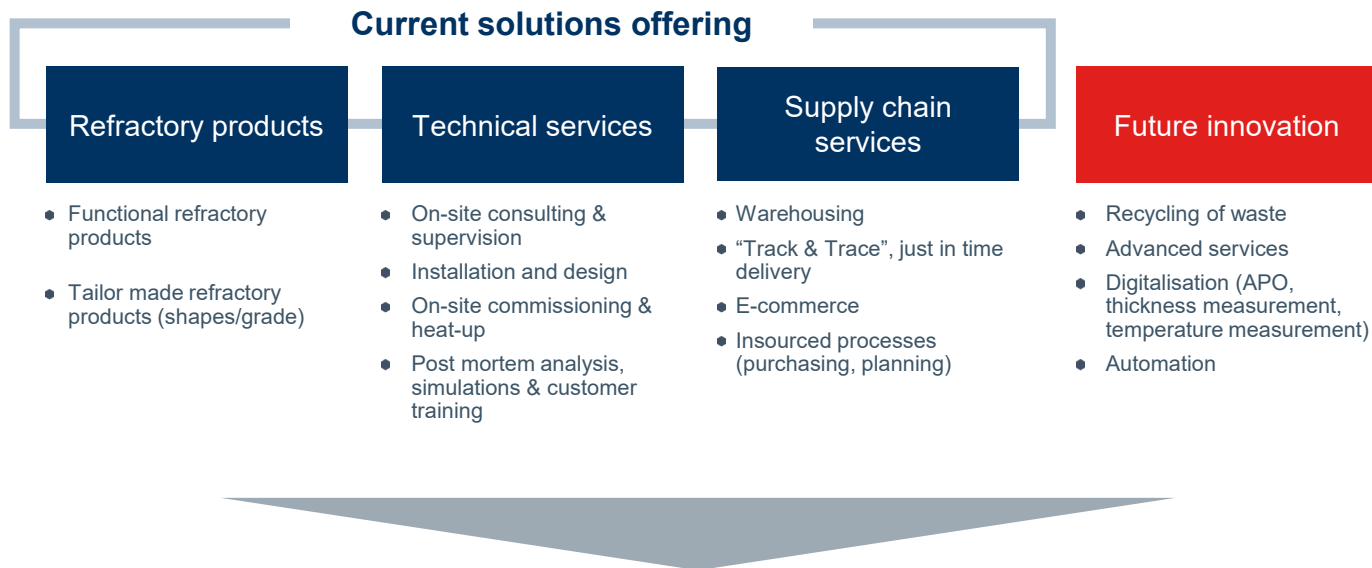 Current solutions offering
Refractory products
Functional refractory
products
Tailor made refractory
products (shapes/grade)
Technical services
On-site consulting &
supervision
Installation and design
On-site commissioning &
heat-up
Post mortem analysis,
simulations & customer
training
Supply chain
services
Warehousing
“Track & Trace”, just in time
delivery
E-commerce
Insourced processes
(purchasing, planning)
Future innovation
Recycling of waste
Advanced services
Digitalisation (APO,
thickness measurement,
temperature measurement)
Automation